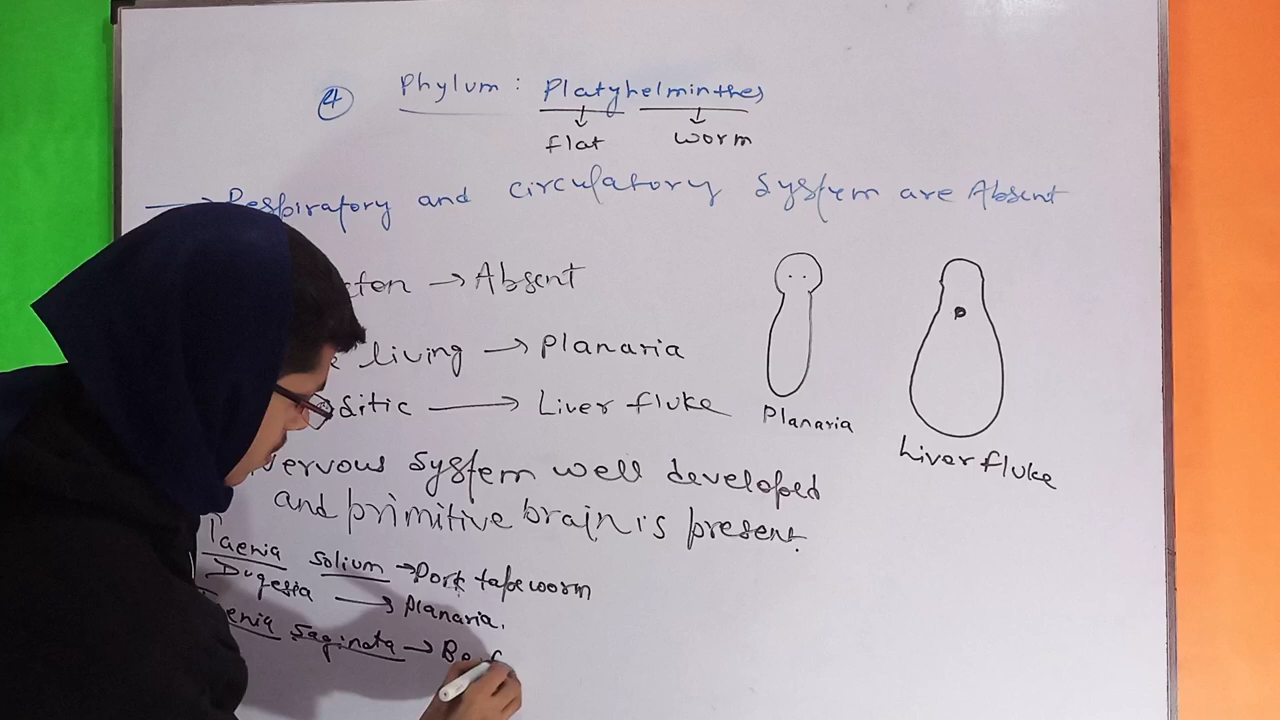 4 Phylum : Platyhelminthes
flat worm
Respiratory and circulatory System are Absent
→ Absent
living → Planaria
→ Liver fluke
Planaria
Liver fluke
Nervous System well developed
and primitive brain is present.
Taenia Solium → Pork tapeworm
Dugesia → Planaria.
Saginata →